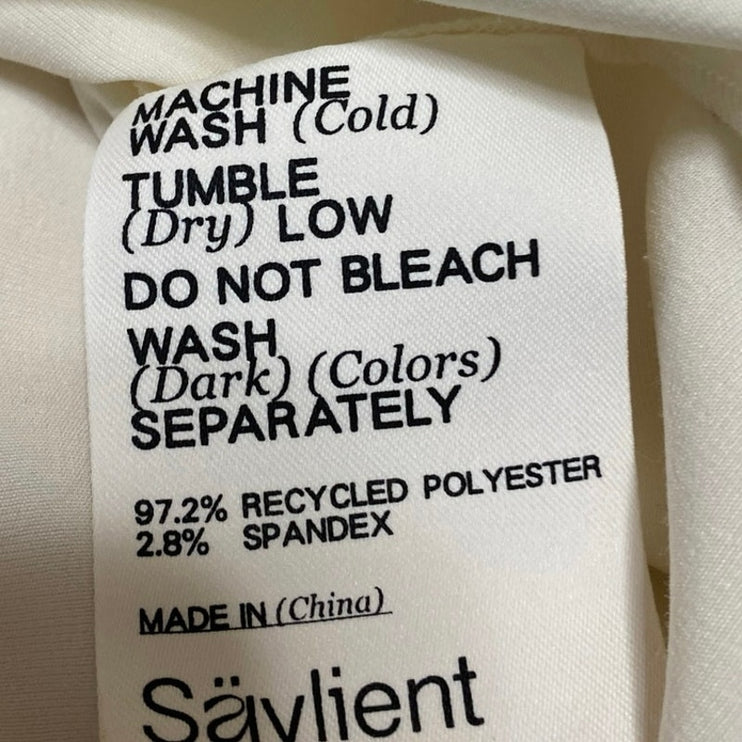 MACHINE
WASH (Cold)
TUMBLE
(Dry) LOW
DO NOT BLEACH
WASH
(Dark) (Colors)
SEPARATELY
97.2% RECYCLED POLYESTER
2.8% SPANDEX
MADE IN (China)
Sävlient